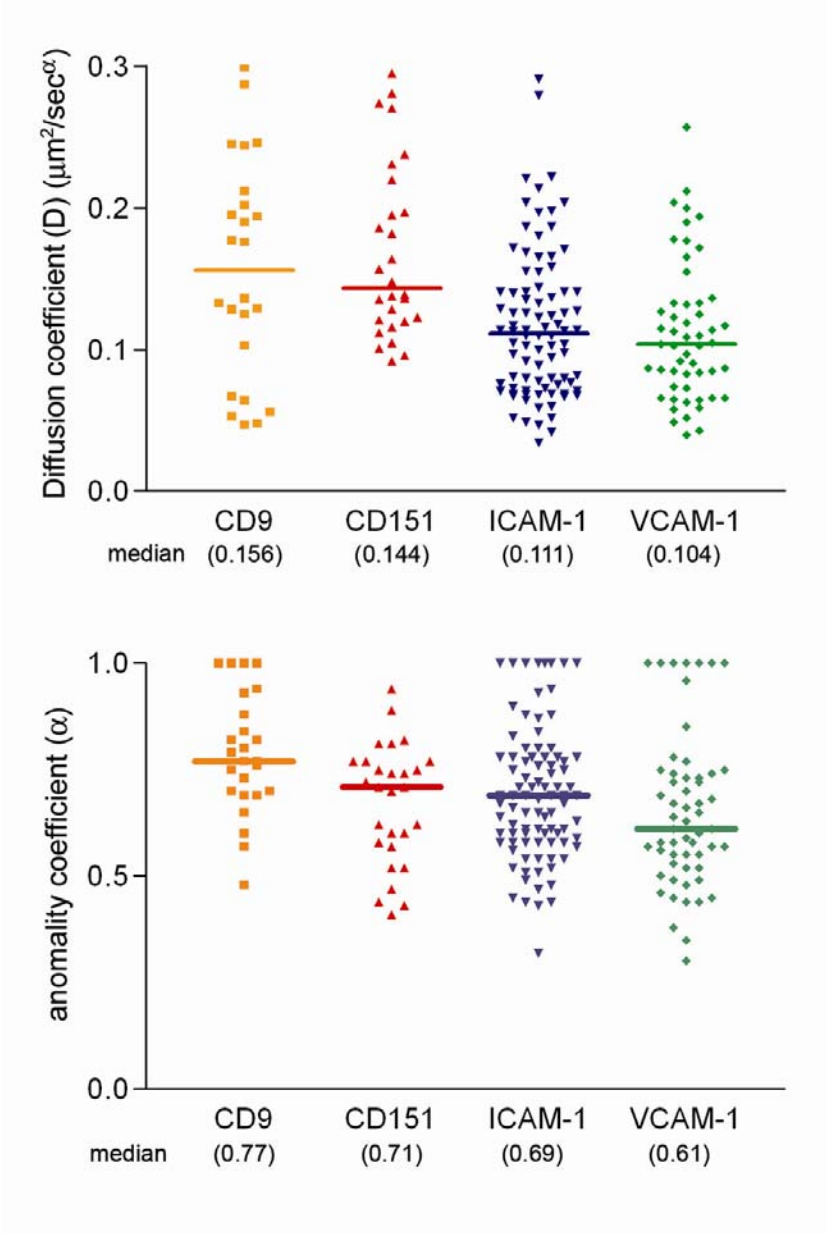 Diffusion coefficient (D) (μm²/secᵅ)
0.3
0.2
0.1
0.0
CD9 CD151 ICAM-1 VCAM-1
median (0.156) (0.144) (0.111) (0.104)
anomality coefficient (α)
1.0
0.5
0.0
CD9 CD151 ICAM-1 VCAM-1
median (0.77) (0.71) (0.69) (0.61)